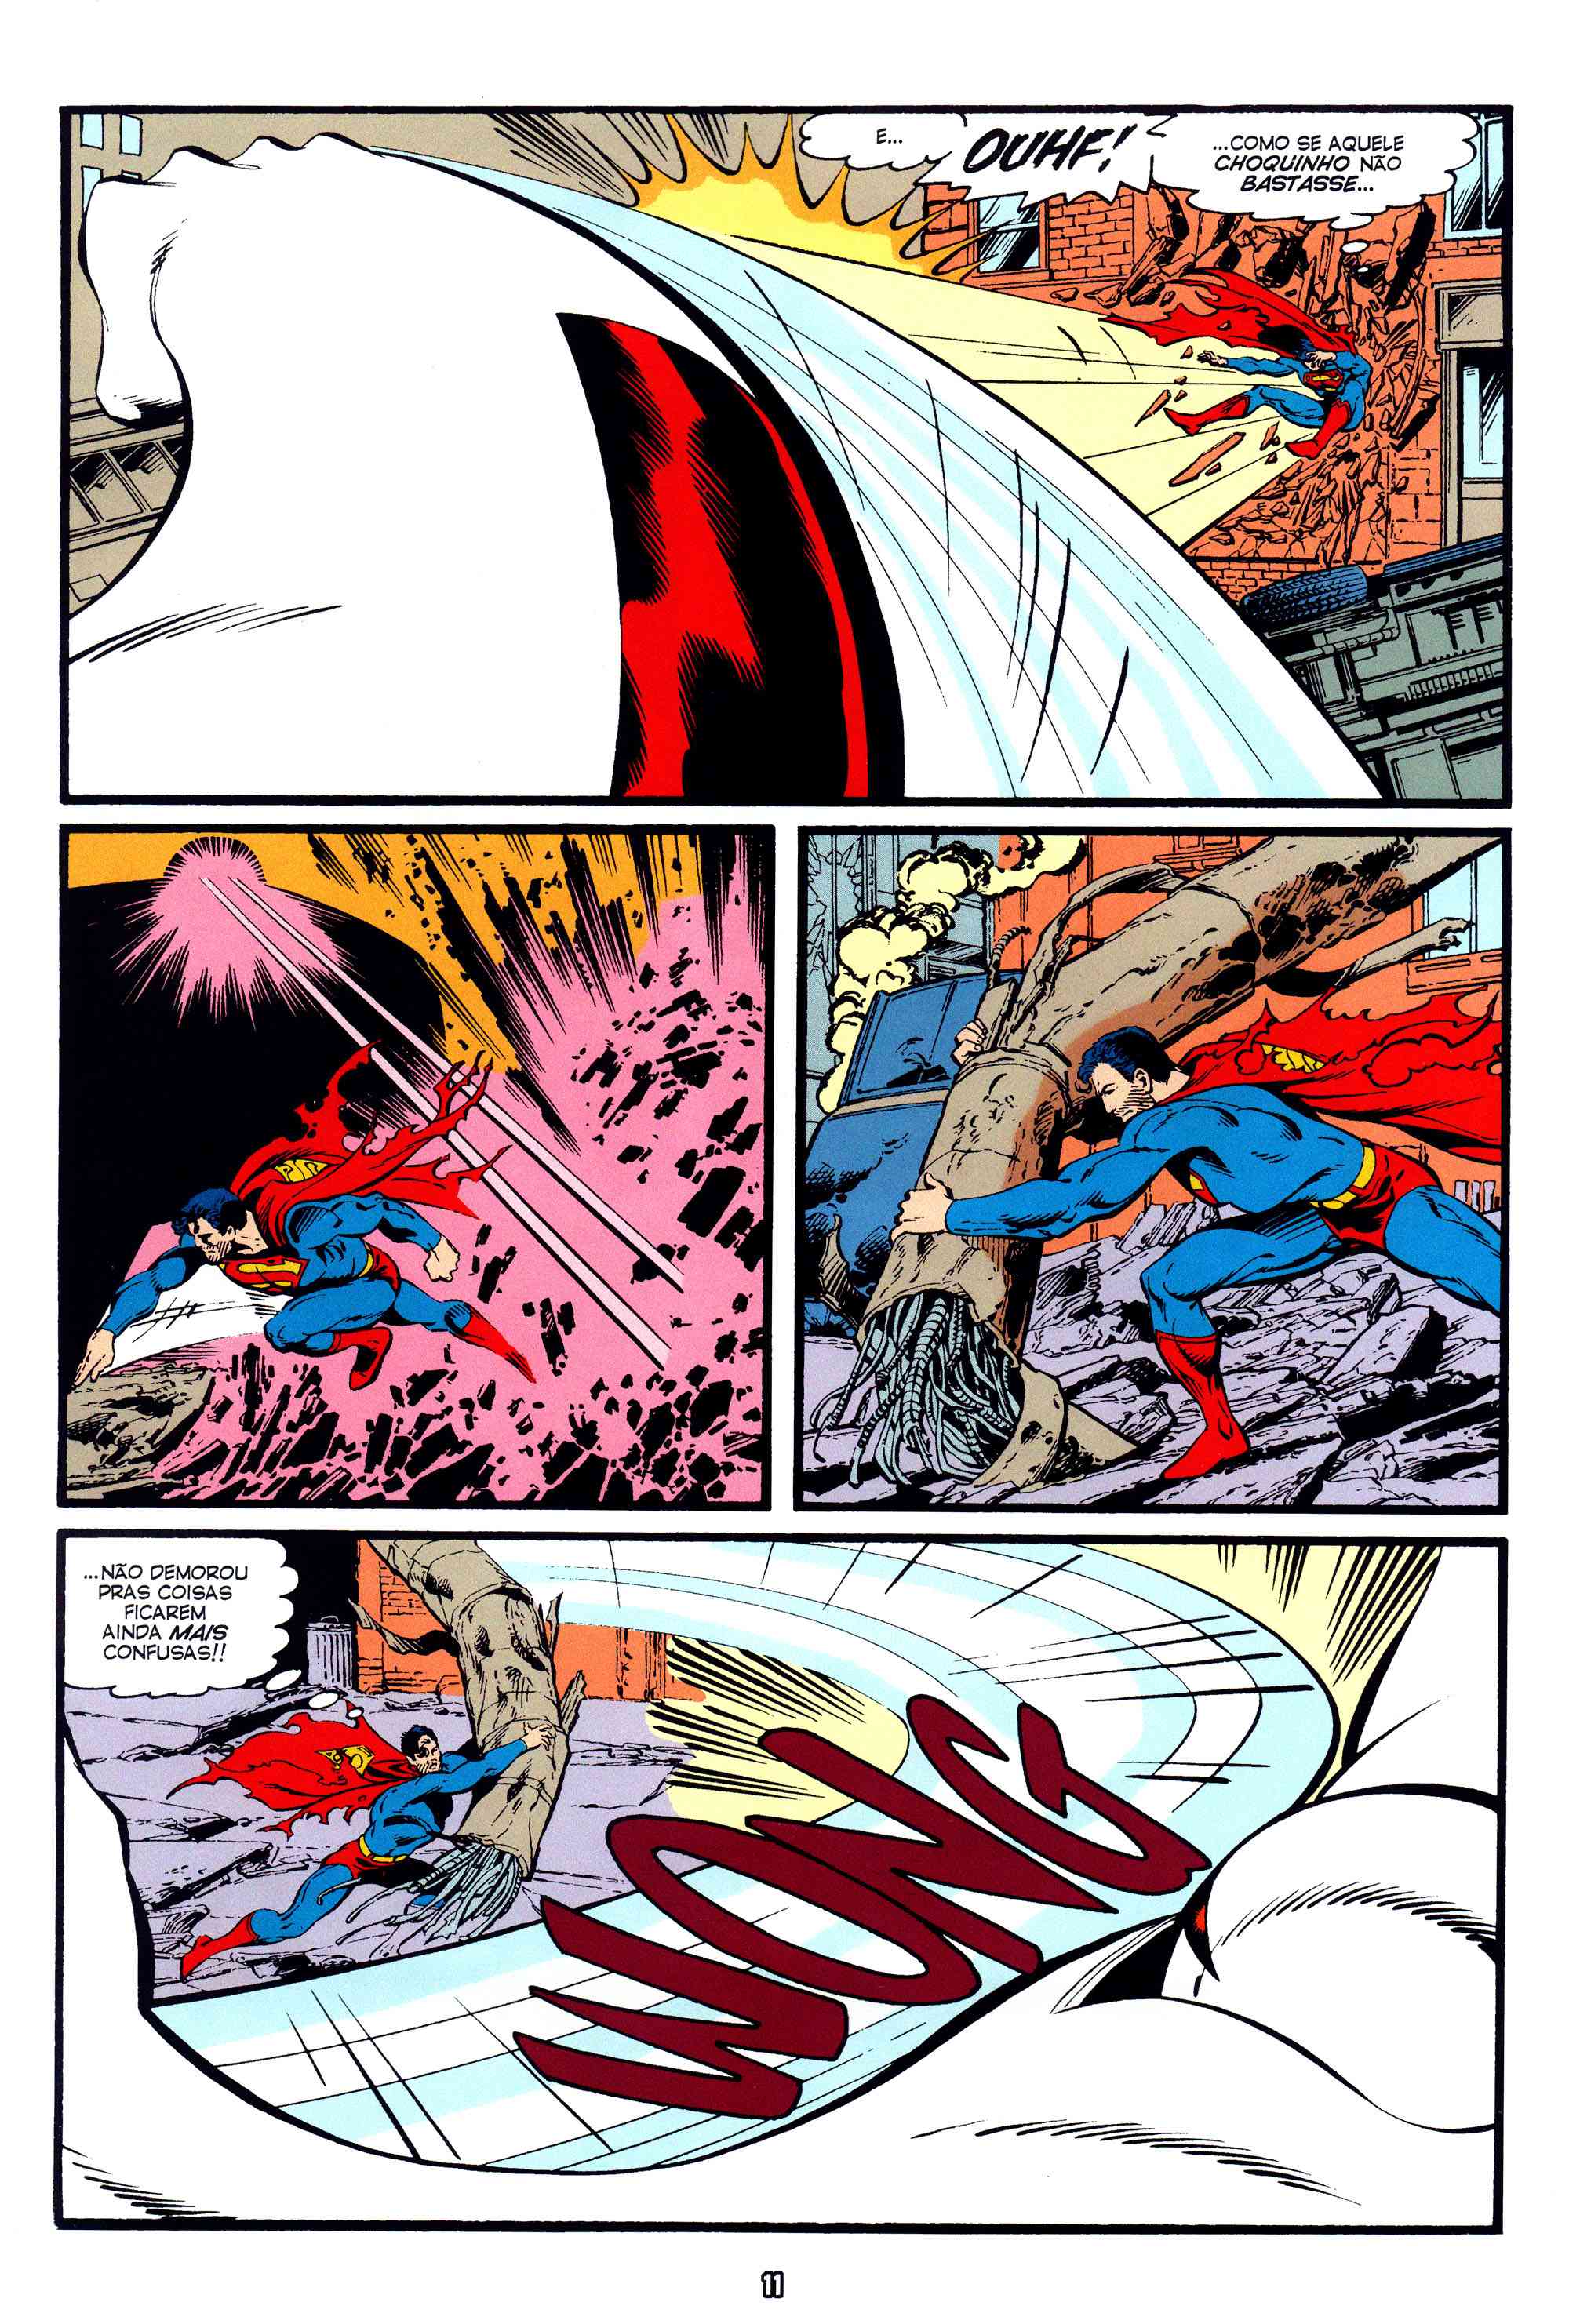 E...
OUHF!
...COMO SE AQUELE
CHOQUINHO NÃO
BASTASSE...
...NÃO DEMOROU
PRAS COISAS
FICAREM
AINDA MAIS
CONFUSAS!!
WONG
11